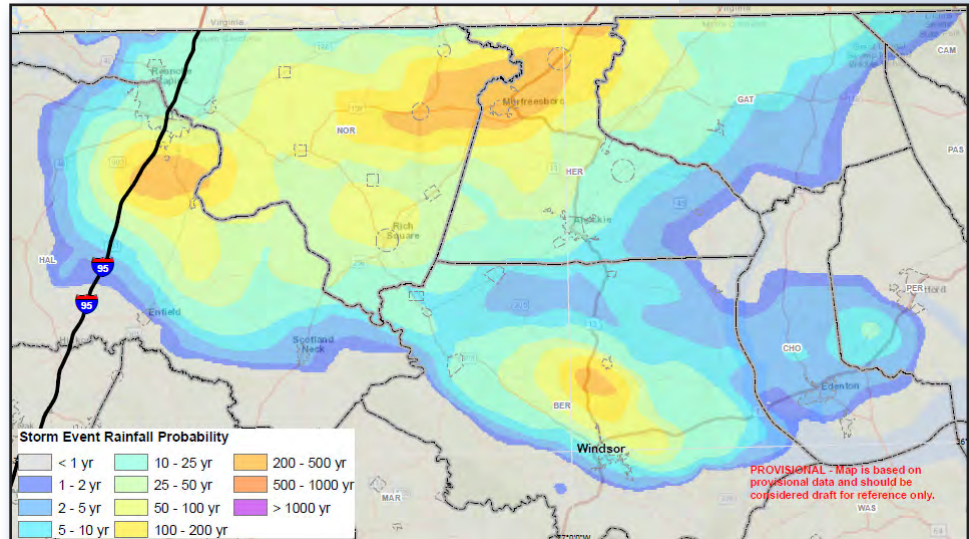 Virginia
Virginia
CAM
Roanoke
Rapids
Murfreesboro
GAT
NOR
PAS
HER
Rich
Square
Ahoskie
HAL
95
95
PER
Enfield
Scotland
Neck
CHO
Edenton
BER
Windsor
Storm Event Rainfall Probability
< 1 yr
10 - 25 yr
200 - 500 yr
1 - 2 yr
25 - 50 yr
500 - 1000 yr
2 - 5 yr
50 - 100 yr
> 1000 yr
5 - 10 yr
100 - 200 yr
PROVISIONAL - Map is based on
provisional data and should be
considered draft for reference only.
MAR
WAS